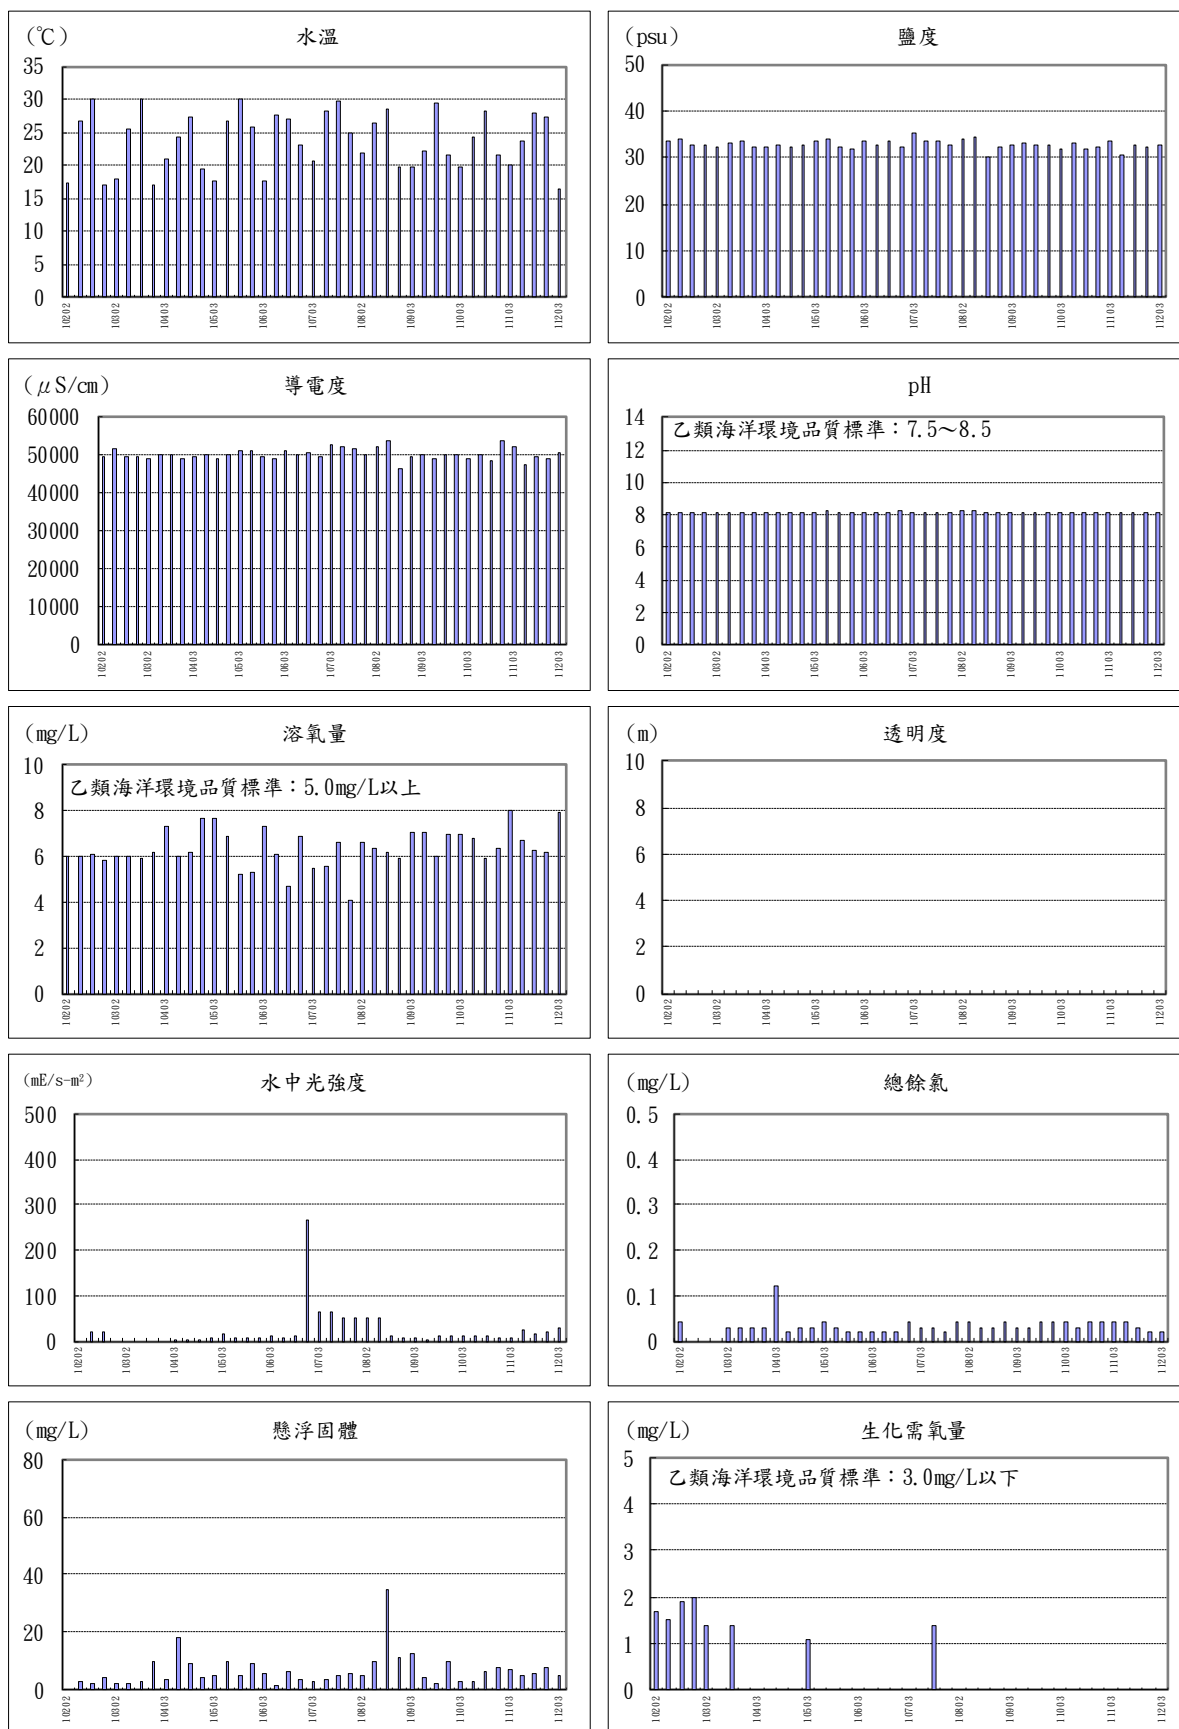 (℃) 水溫
35
30
25
20
15
10
5
0
10202 10302 10403 10503 10603 10703 10802 10903 11003 11103 11203
(psu) 鹽度
50
40
30
20
10
0
10202 10302 10403 10503 10603 10703 10802 10903 11003 11103 11203
(μS/cm) 導電度
60000
50000
40000
30000
20000
10000
0
10202 10302 10403 10503 10603 10703 10802 10903 11003 11103 11203
pH
乙類海洋環境品質標準：7.5～8.5
14
12
10
8
6
4
2
0
10202 10302 10403 10503 10603 10703 10802 10903 11003 11103 11203
(mg/L) 溶氧量
乙類海洋環境品質標準：5.0mg/L以上
10
8
6
4
2
0
10202 10302 10403 10503 10603 10703 10802 10903 11003 11103 11203
(m) 透明度
10
8
6
4
2
0
10202 10302 10403 10503 10603 10703 10802 10903 11003 11103 11203
(mE/s-m²) 水中光強度
500
400
300
200
100
0
10202 10302 10403 10503 10603 10703 10802 10903 11003 11103 11203
(mg/L) 總餘氯
0.5
0.4
0.3
0.2
0.1
0
10202 10302 10403 10503 10603 10703 10802 10903 11003 11103 11203
(mg/L) 懸浮固體
80
60
40
20
0
10202 10302 10403 10503 10603 10703 10802 10903 11003 11103 11203
(mg/L) 生化需氧量
乙類海洋環境品質標準：3.0mg/L以下
5
4
3
2
1
0
10202 10302 10403 10503 10603 10703 10802 10903 11003 11103 11203